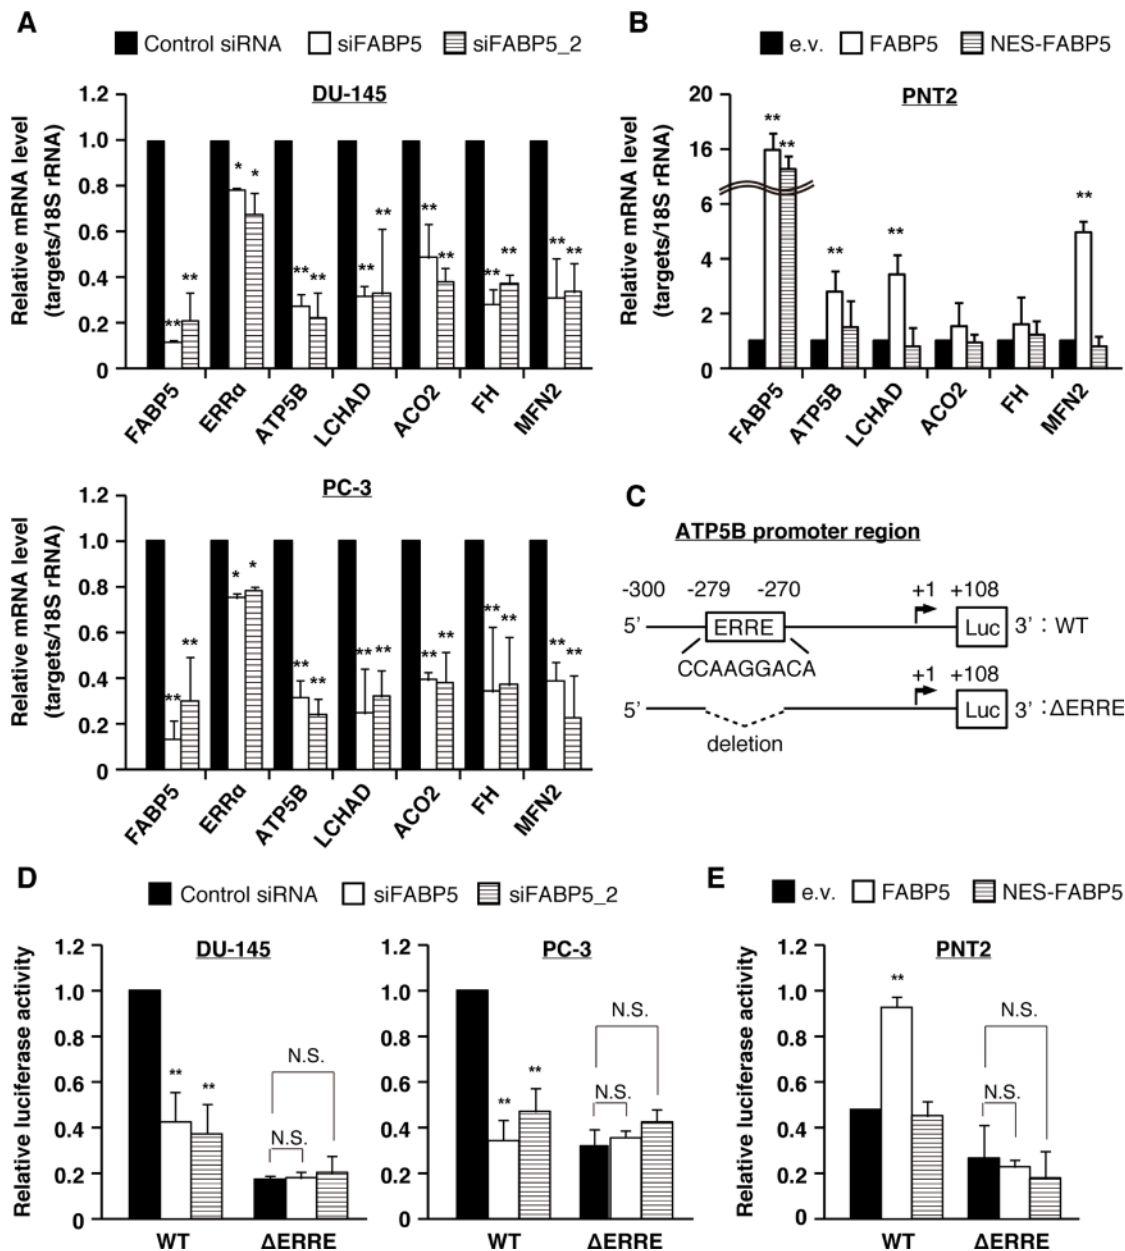 A
Control siRNA siFABP5 siFABP5_2
DU-145
Relative mRNA level
(targets/18S rRNA)
1.2
1.0
0.8
0.6
0.4
0.2
0
** ** * * ** ** ** ** ** ** ** ** ** **
FABP5 ERRα ATP5B LCHAD ACO2 FH MFN2
PC-3
Relative mRNA level
(targets/18S rRNA)
1.2
1.0
0.8
0.6
0.4
0.2
0
** ** * * ** ** ** ** ** ** ** ** ** **
FABP5 ERRα ATP5B LCHAD ACO2 FH MFN2
B
e.v. FABP5 NES-FABP5
PNT2
Relative mRNA level
(targets/18S rRNA)
20
16
6
4
2
0
** ** ** ** **
FABP5 ATP5B LCHAD ACO2 FH MFN2
C
ATP5B promoter region
-300 -279 -270 +1 +108
5' ERRE Luc 3' : WT
CCAAGGACA
+1 +108
5' Luc 3' : ΔERRE
deletion
D
Control siRNA siFABP5 siFABP5_2
DU-145
Relative luciferase activity
1.2
1.0
0.8
0.6
0.4
0.2
0
** **
N.S.
N.S.
WT ΔERRE
PC-3
Relative luciferase activity
1.2
1.0
0.8
0.6
0.4
0.2
0
** **
N.S.
N.S.
WT ΔERRE
E
e.v. FABP5 NES-FABP5
PNT2
Relative luciferase activity
1.2
1.0
0.8
0.6
0.4
0.2
0
**
N.S.
N.S.
WT ΔERRE